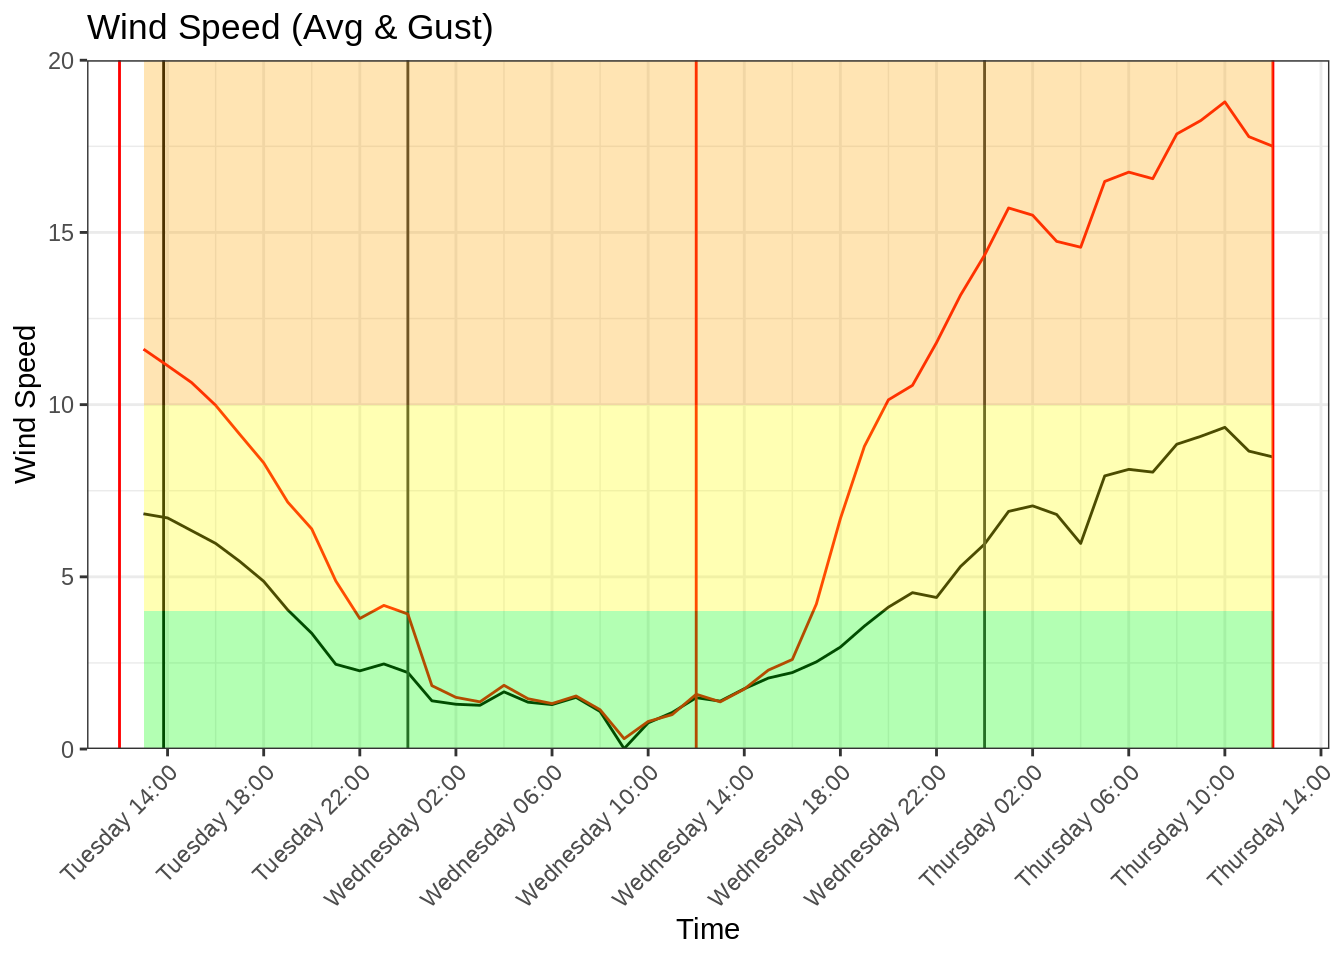 Wind Speed (Avg & Gust)
20
15
10
5
0
Wind Speed
Tuesday 14:00
Tuesday 18:00
Tuesday 22:00
Wednesday 02:00
Wednesday 06:00
Wednesday 10:00
Wednesday 14:00
Wednesday 18:00
Wednesday 22:00
Thursday 02:00
Thursday 06:00
Thursday 10:00
Thursday 14:00
Time